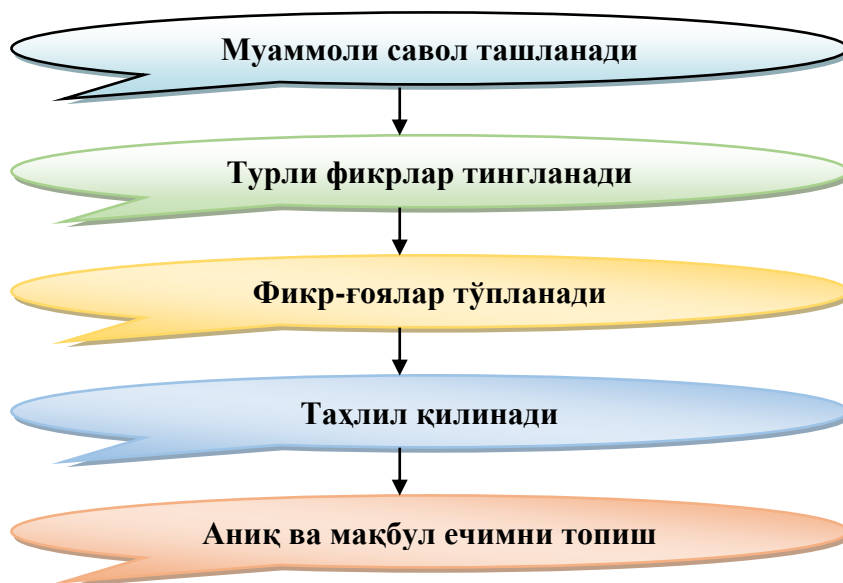 Муаммоли савол ташланади
Турли фикрлар тингланади
Фикр-ғоялар тўпланади
Таҳлил қилинади
Аниқ ва мақбул ечимни топиш